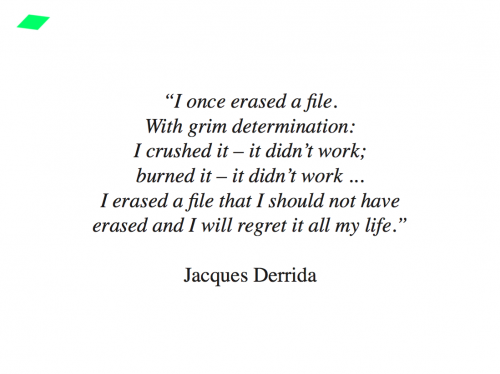 “I once erased a file.
With grim determination:
I crushed it – it didn’t work;
burned it – it didn’t work ...
I erased a file that I should not have
erased and I will regret it all my life.”
Jacques Derrida